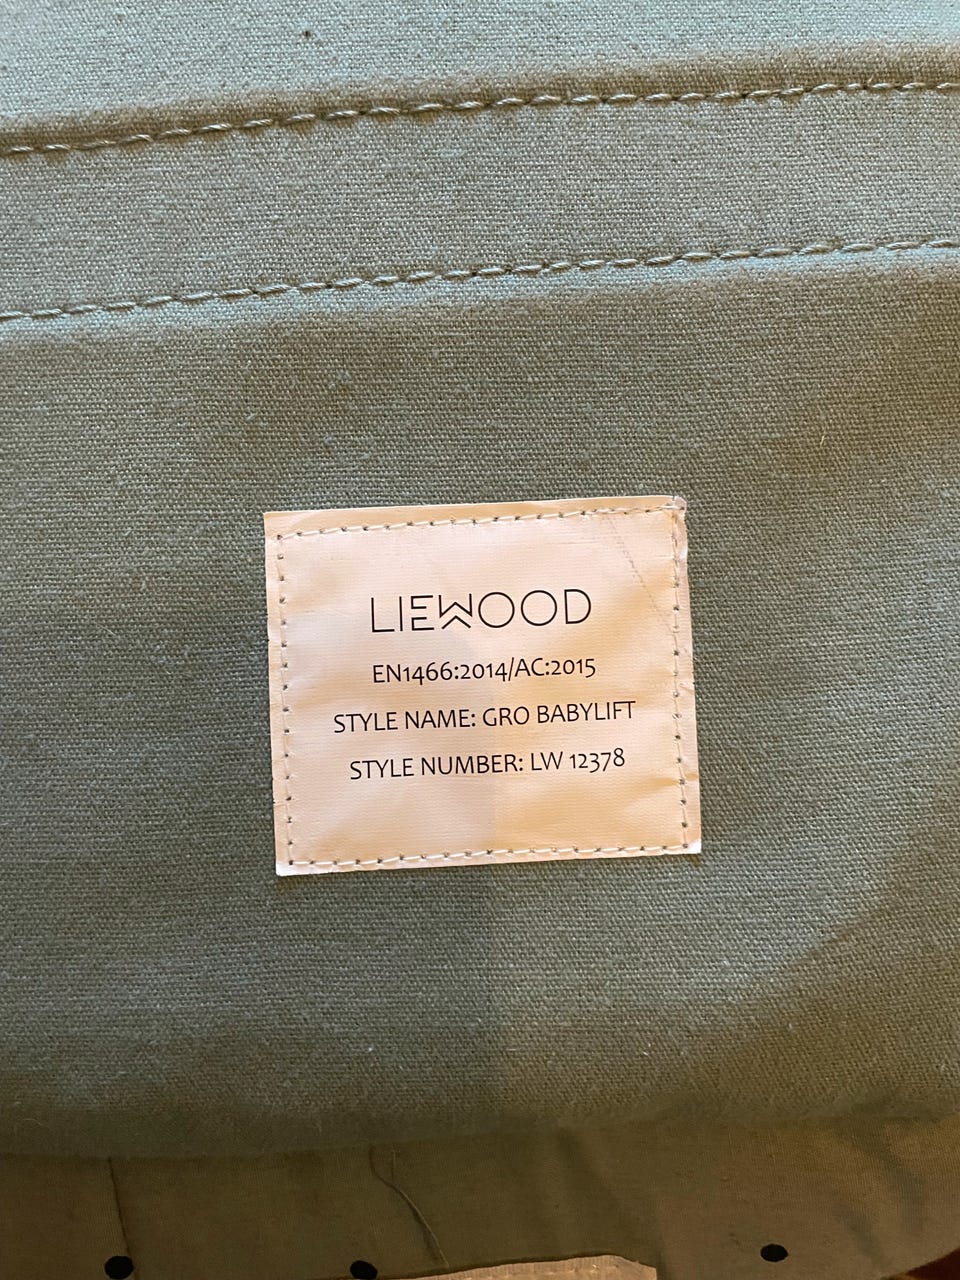 LIEWOOD
EN1466:2014/AC:2015
STYLE NAME: GRO BABYLIFT
STYLE NUMBER: LW 12378